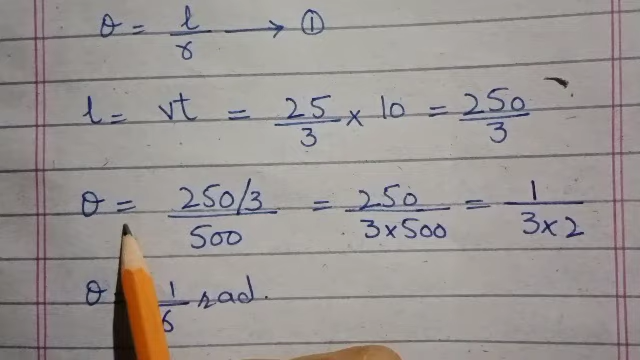 θ = l/r → ①
l = vt = 25/3 × 10 = 250/3
θ = 250/3 / 500 = 250 / 3×500 = 1 / 3×2
θ = 1/6 rad.